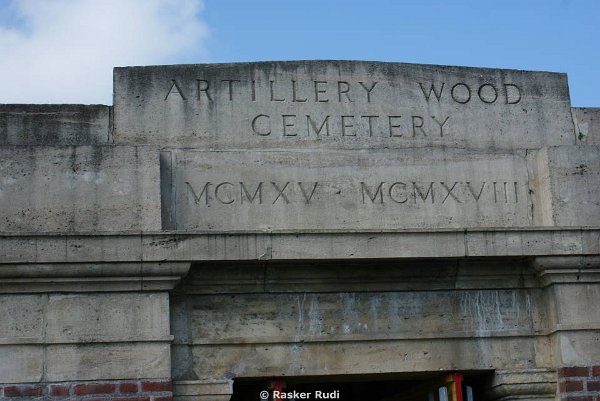 ARTILLERY WOOD
CEMETERY
MCMXV · MCMXVIII
© Rasker Rudi